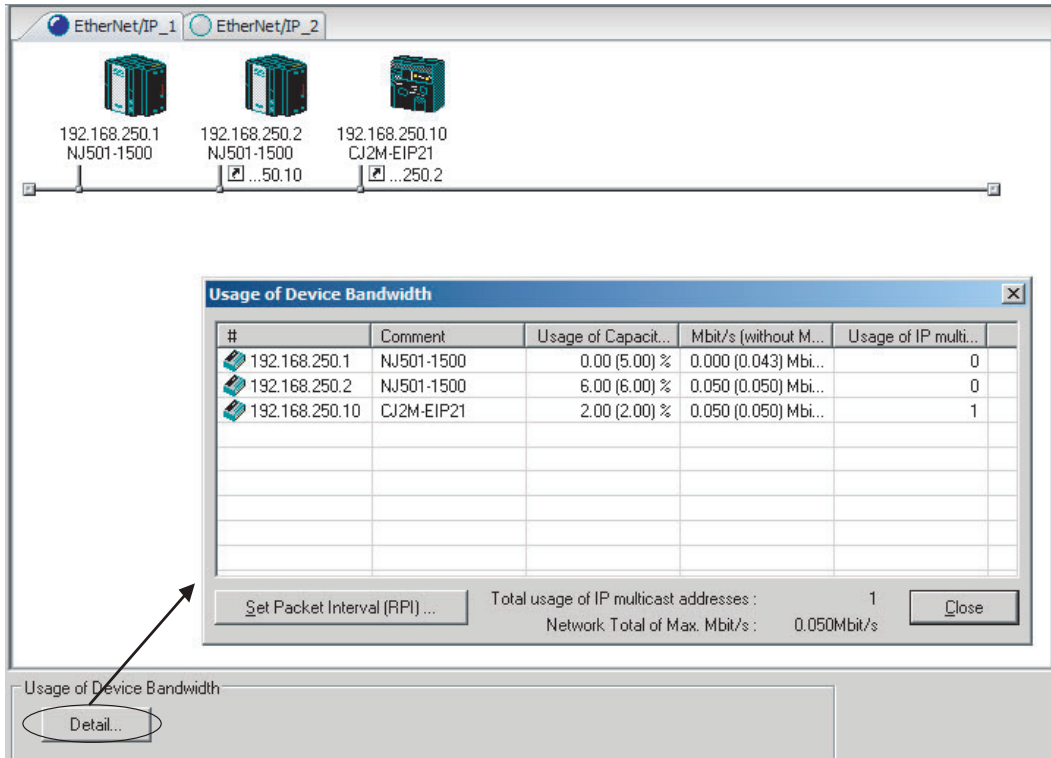 EtherNet/IP_1 EtherNet/IP_2
192.168.250.1 192.168.250.2 192.168.250.10
NJ501-1500 NJ501-1500 CJ2M-EIP21
...50.10 ...250.2
Usage of Device Bandwidth
# Comment Usage of Capacit... Mbit/s (without M... Usage of IP multi...
192.168.250.1 NJ501-1500 0.00 (5.00) % 0.000 (0.043) Mbi... 0
192.168.250.2 NJ501-1500 6.00 (6.00) % 0.050 (0.050) Mbi... 0
192.168.250.10 CJ2M-EIP21 2.00 (2.00) % 0.050 (0.050) Mbi... 1
Set Packet Interval (RPI) ... Total usage of IP multicast addresses : 1 Close
Network Total of Max. Mbit/s : 0.050Mbit/s
Usage of Device Bandwidth
Detail...